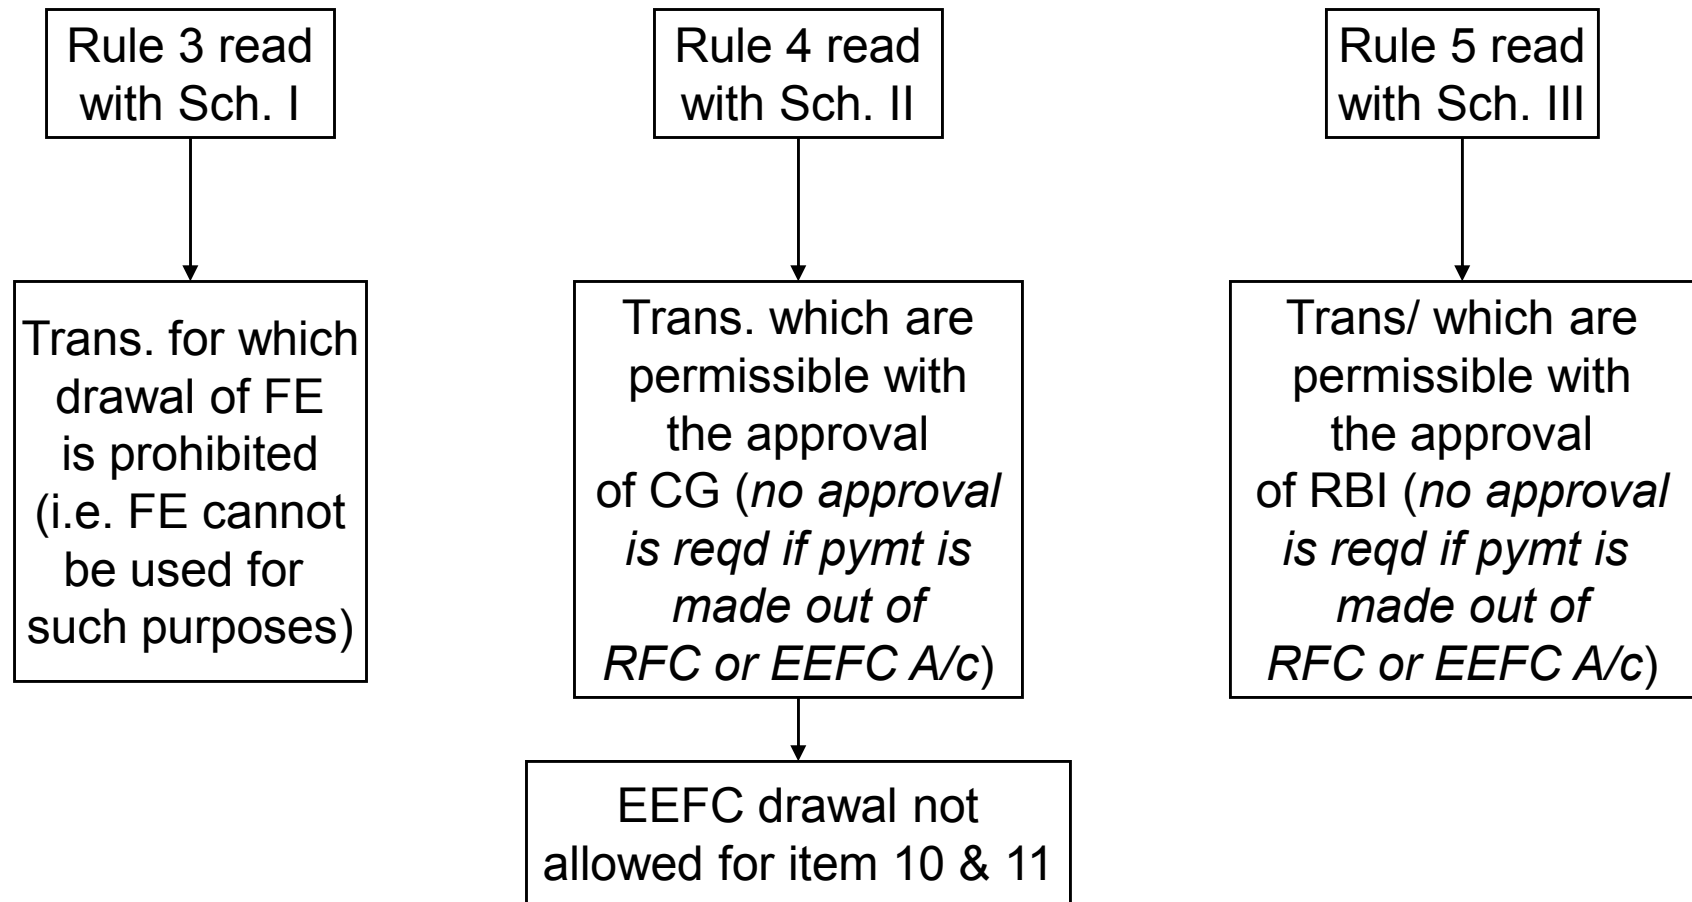 Rule 3 read
with Sch. I
Rule 4 read
with Sch. II
Rule 5 read
with Sch. III
Trans. for which
drawal of FE
is prohibited
(i.e. FE cannot
be used for
such purposes)
Trans. which are
permissible with
the approval
of CG (no approval
is reqd if pymt is
made out of
RFC or EEFC A/c)
Trans/ which are
permissible with
the approval
of RBI (no approval
is reqd if pymt is
made out of
RFC or EEFC A/c)
EEFC drawal not
allowed for item 10 & 11